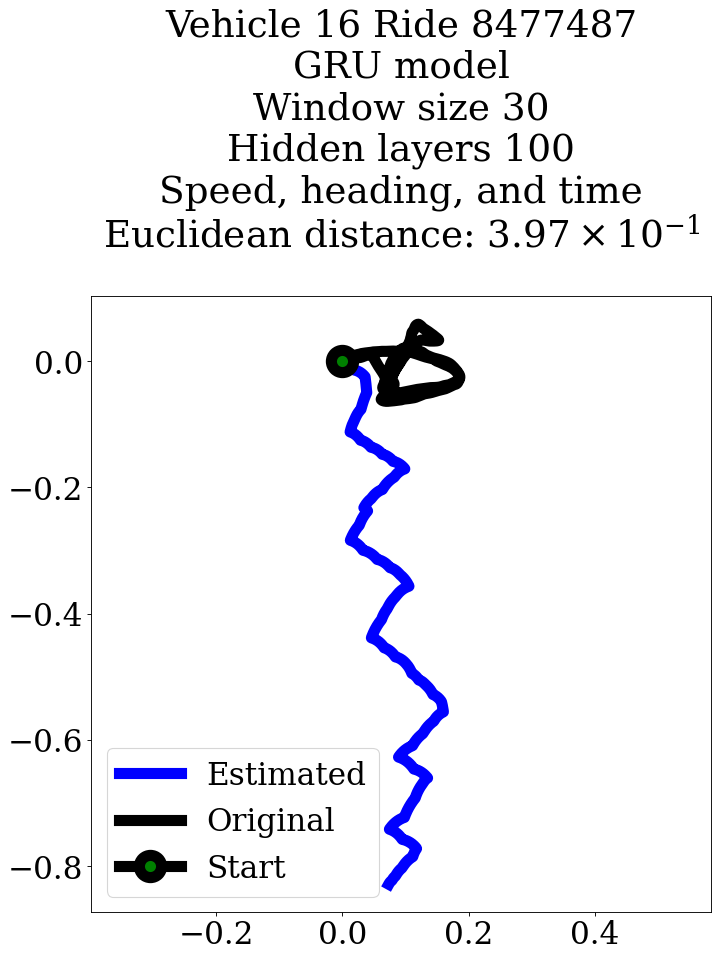 Vehicle 16 Ride 8477487
GRU model
Window size 30
Hidden layers 100
Speed, heading, and time
Euclidean distance: 3.97 × 10⁻¹
0.0
−0.2
−0.4
−0.6
−0.8
Estimated
Original
Start
−0.2 0.0 0.2 0.4